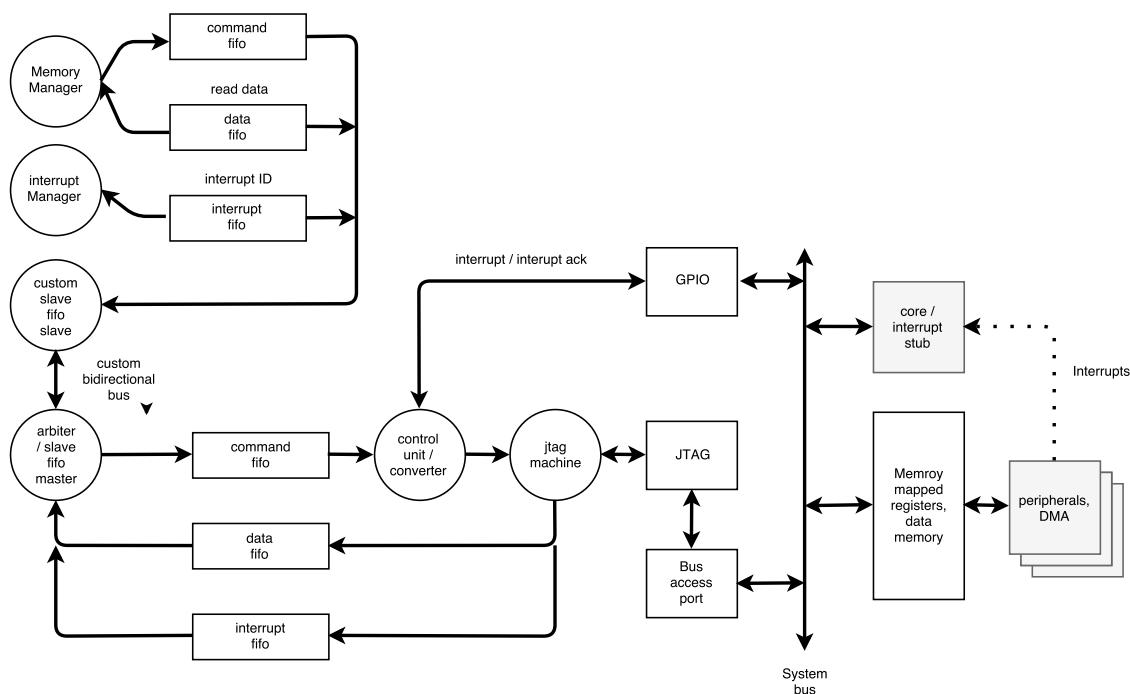 command
fifo
Memory
Manager
read data
data
fifo
interrupt ID
interrupt
Manager
interrupt
fifo
custom
slave
fifo
slave
interrupt / interupt ack
GPIO
core /
interrupt
stub
Interrupts
custom
bidirectional
bus
arbiter
/ slave
fifo
master
command
fifo
control
unit /
converter
jtag
machine
JTAG
Memroy
mapped
registers,
data
memory
peripherals,
DMA
data
fifo
Bus
access
port
interrupt
fifo
System
bus